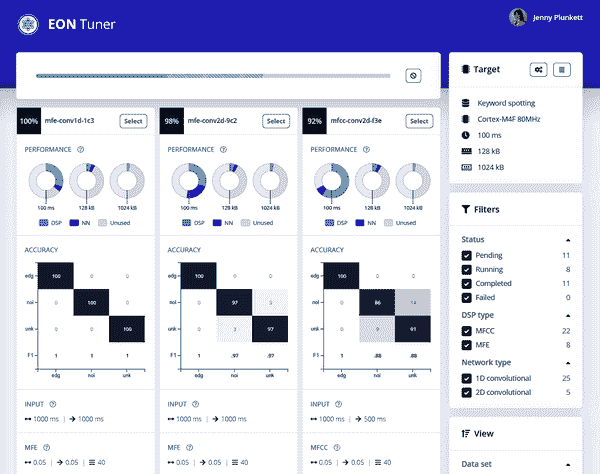 EON Tuner
Jenny Plunkett
100% mfe-conv1d-1c3 Select
PERFORMANCE
100 ms 128 kB 1024 kB
DSP NN Unused
ACCURACY
edg 100 0 0
noi 0 100 0
unk 0 0 100
F1 1 1 1
edg noi unk
INPUT
1000 ms | 1000 ms
MFE
0.05 | 0.05 | 40
98% mfe-conv2d-9c2 Select
PERFORMANCE
100 ms 128 kB 1024 kB
DSP NN Unused
ACCURACY
edg 100 0 0
noi 0 97
unk 0 3 97
F1 1 .97 .97
edg noi unk
INPUT
1000 ms | 1000 ms
MFE
0.05 | 0.05 | 40
92% mfcc-conv2d-f3e Select
PERFORMANCE
100 ms 128 kB 1024 kB
DSP NN Unused
ACCURACY
edg 100 0 0
noi 0 86 14
unk 0 9 91
F1 1 .88 .88
edg noi unk
INPUT
1000 ms | 500 ms
MFCC
0.05 | 0.05 | 40
Target
Keyword spotting
Cortex-M4F 80MHz
100 ms
128 kB
1024 kB
Filters
Status
Pending 11
Running 8
Completed 11
Failed 0
DSP type
MFCC 22
MFE 8
Network type
1D convolutional 25
2D convolutional 5
View
Data set